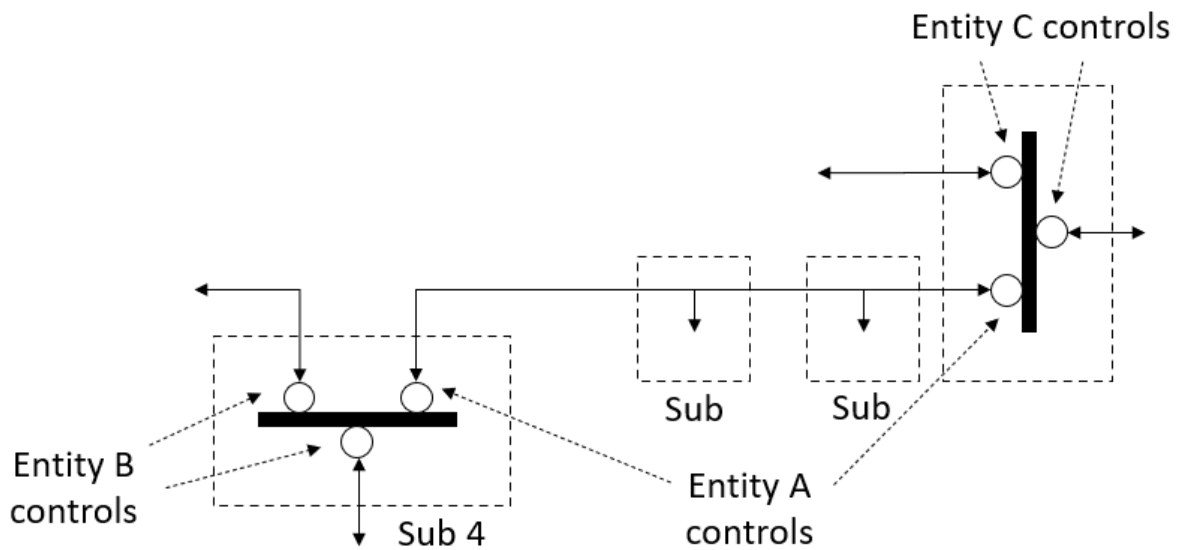 Entity C controls
Sub
Sub
Entity B
controls
Entity A
controls
Sub 4